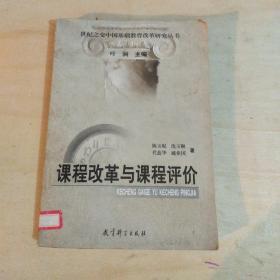 世纪之交中国基础教育改革研究丛书
叶澜 主编
陈玉琨 沈玉顺
代蕊华 戚业国 著
课程改革与课程评价
KECHENG GAIGE YU KECHENG PINGJIA
教育科学出版社